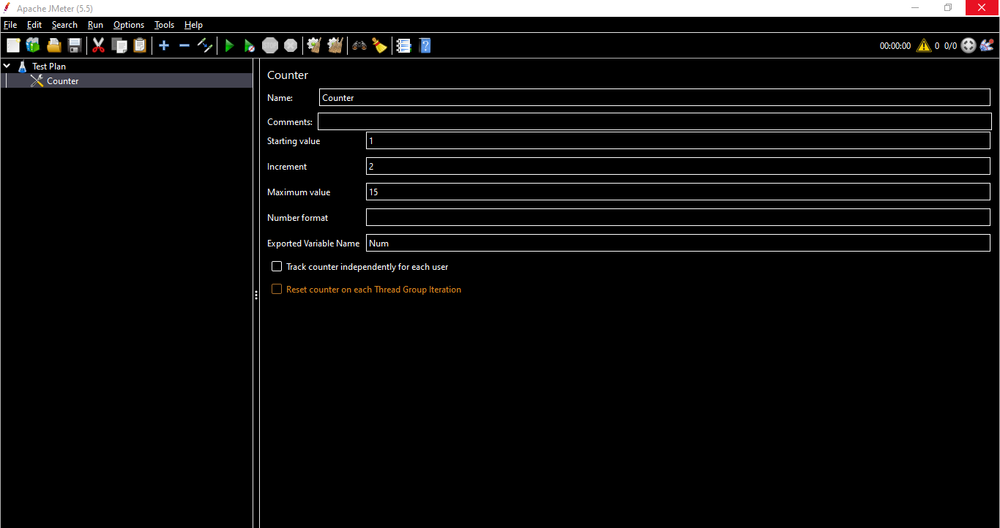 Apache JMeter (5.5)
File Edit Search Run Options Tools Help
00:00:00 0 0/0
Test Plan
Counter
Counter
Name: Counter
Comments:
Starting value 1
Increment 2
Maximum value 15
Number format
Exported Variable Name Num
Track counter independently for each user
Reset counter on each Thread Group Iteration